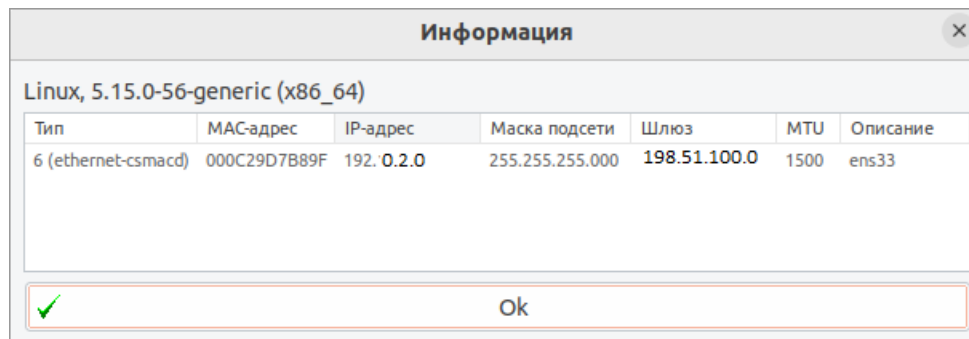 Информация
Linux, 5.15.0-56-generic (x86_64)
Тип MAC-адрес IP-адрес Маска подсети Шлюз MTU Описание
6 (ethernet-csmacd) 000C29D7B89F 192.0.2.0 255.255.255.000 198.51.100.0 1500 ens33
Ok